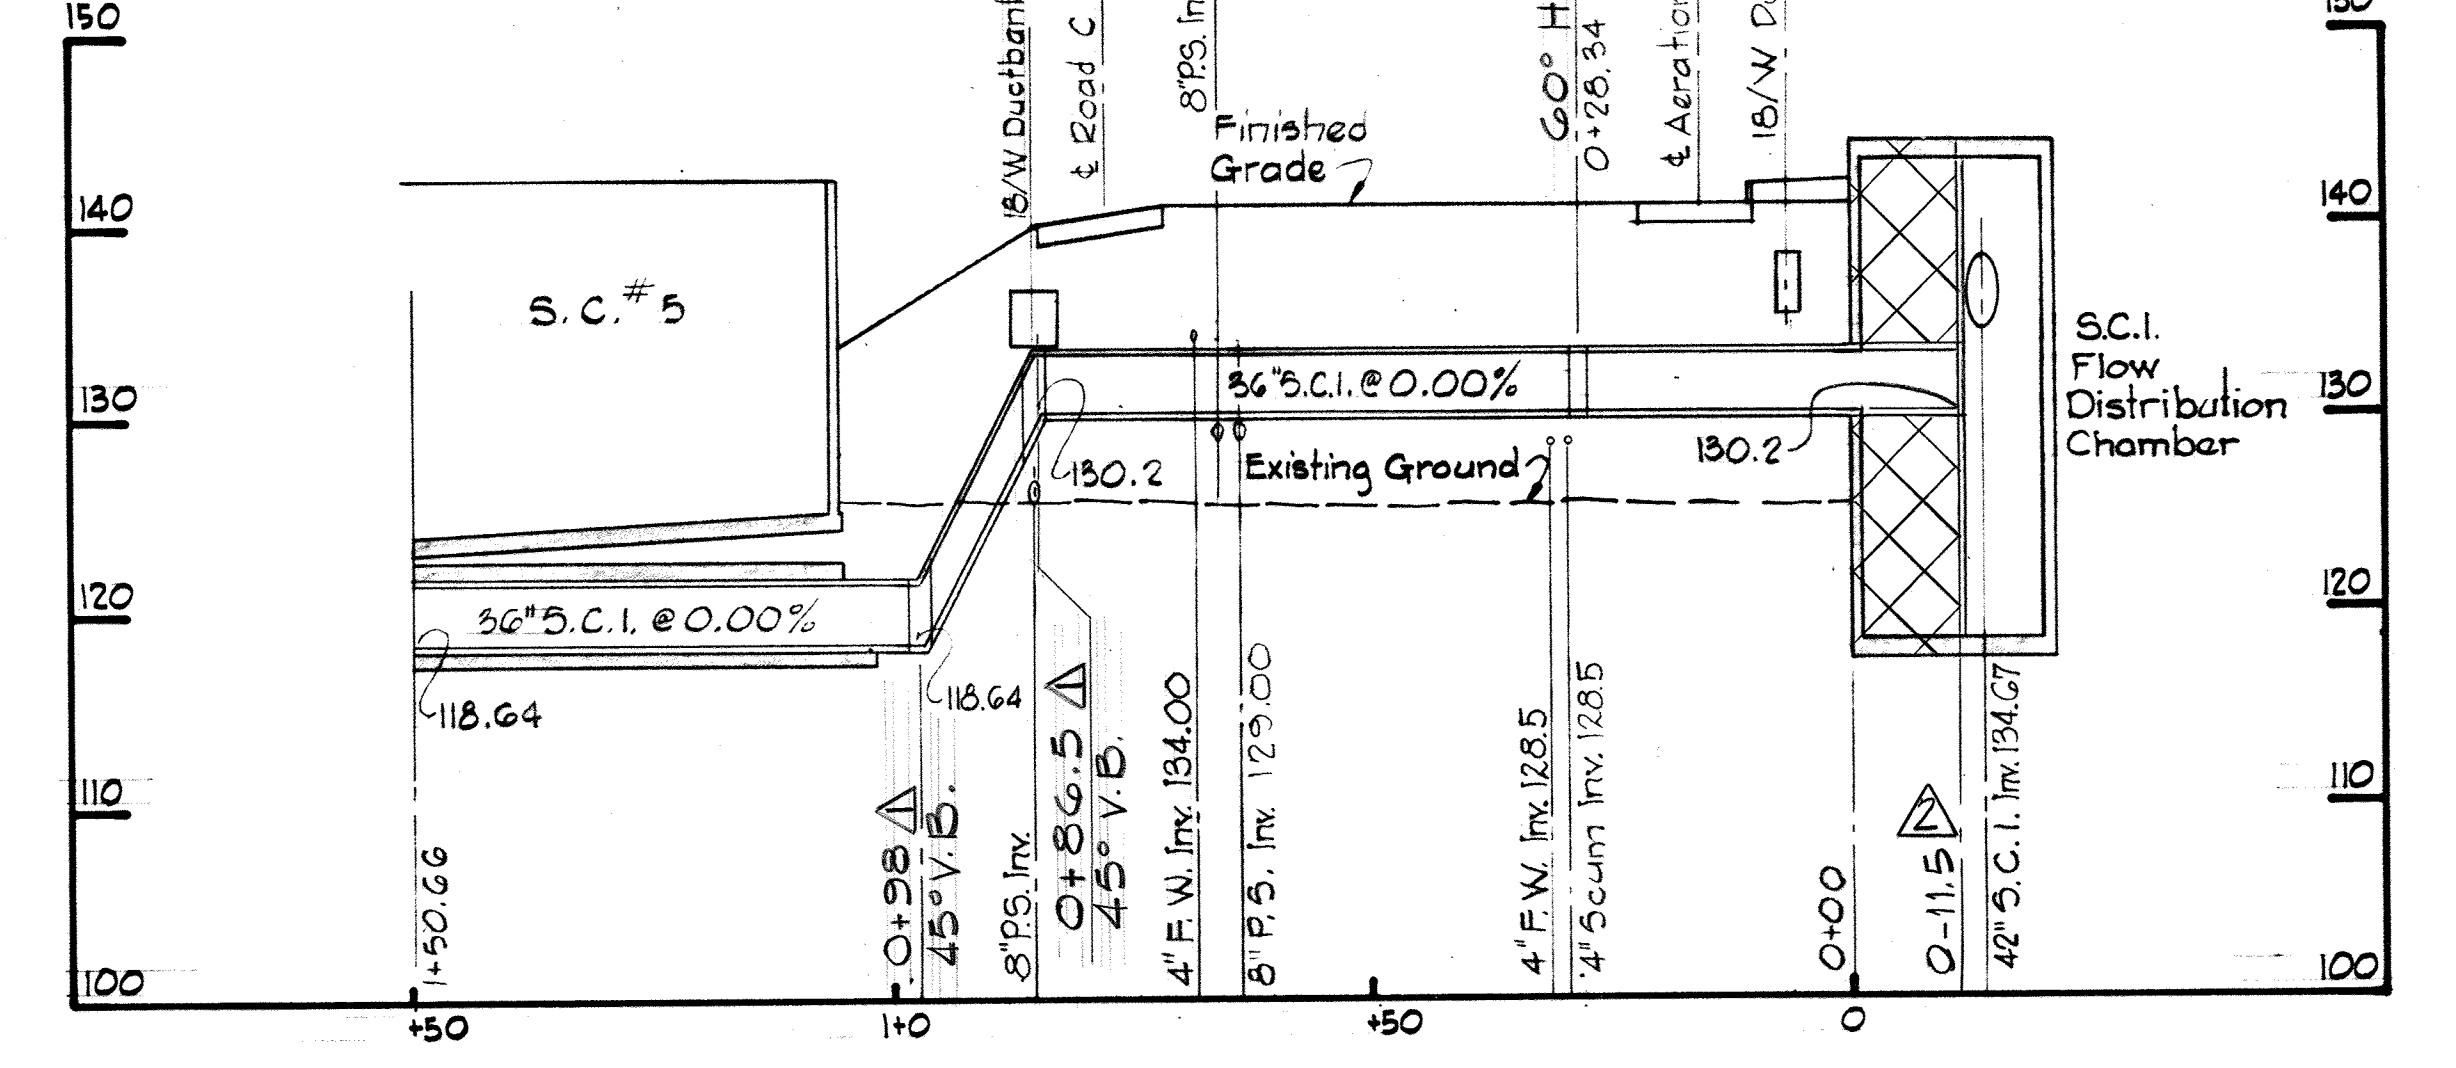 150
150
18/W Ductbank
℄ Road C
8"P.S. In
60° H
0+28.34
℄ Aeration
18/W Du
Finished
Grade
140
140
S.C.#5
S.C.I.
Flow
Distribution
Chamber
130
130
36"S.C.I.@0.00%
130.2
Existing Ground
130.2
120
120
36"S.C.I. @0.00%
118.64
118.64
110
110
1+50.66
0+98 1
45° V.B.
8"P.S. Inv.
0+86.5 1
45° V.B.
4" F.W. Inv. 134.00
8" P.S. Inv. 129.00
4" F.W. Inv. 128.5
4" Scum Inv. 128.5
0+00
0-11.5 2
42" S.C.I. Inv. 134.67
100
100
+50
1+0
+50
0